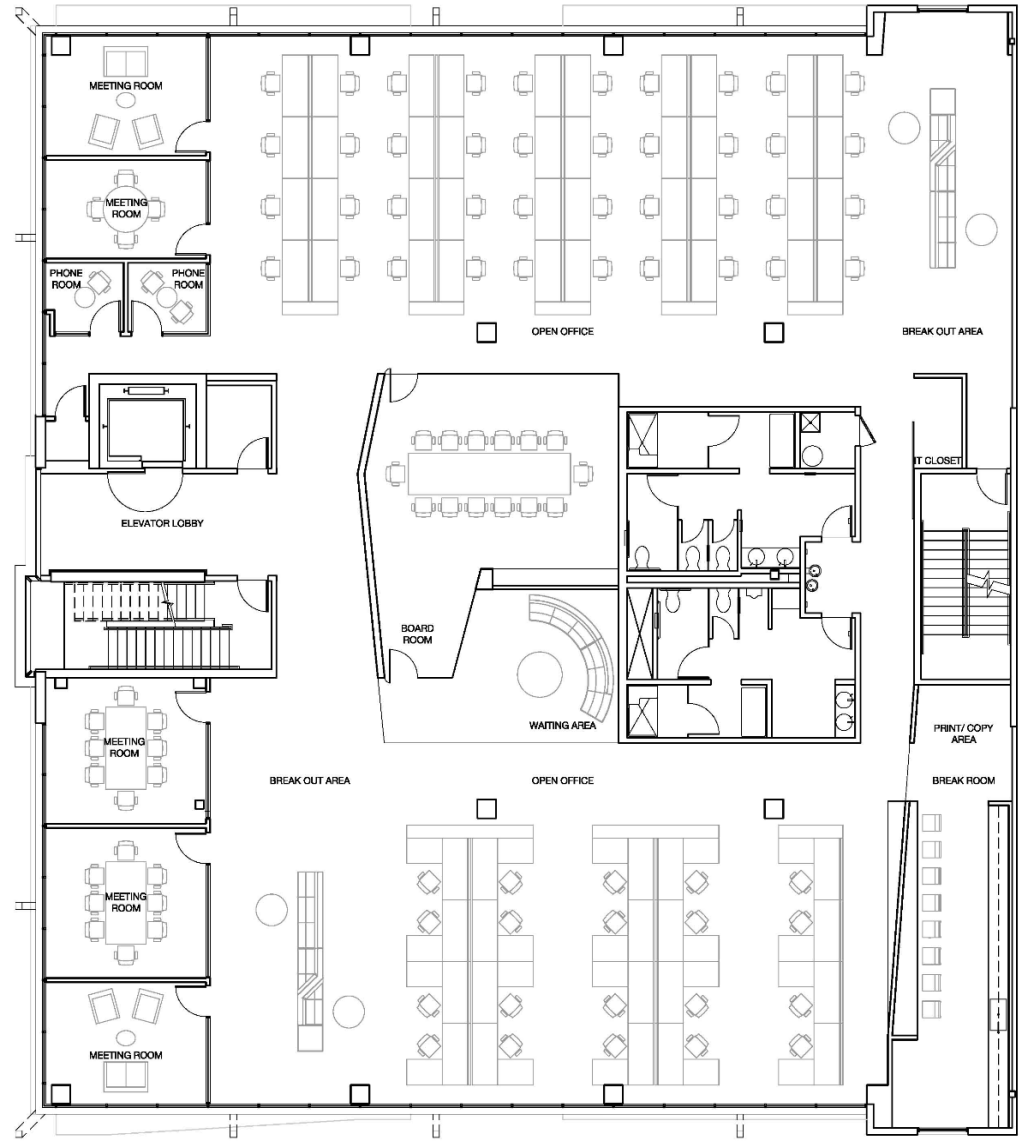 MEETING ROOM
MEETING
ROOM
PHONE
ROOM
PHONE
ROOM
OPEN OFFICE
BREAK OUT AREA
IT CLOSET
ELEVATOR LOBBY
BOARD
ROOM
WAITING AREA
MEETING
ROOM
PRINT/ COPY
AREA
BREAK OUT AREA
OPEN OFFICE
BREAK ROOM
MEETING
ROOM
MEETING ROOM